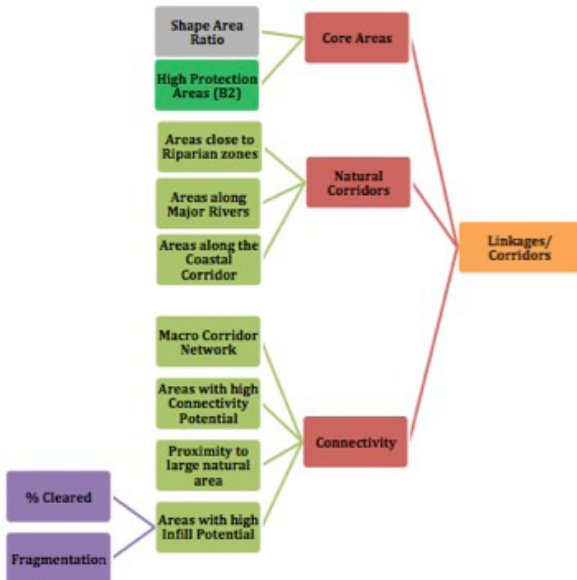 Shape Area
Ratio
Core Areas
High Protection
Areas (B2)
Areas close to
Riparian zones
Natural
Corridors
Areas along
Major Rivers
Areas along the
Coastal
Corridor
Linkages/
Corridors
Macro Corridor
Network
Areas with high
Connectivity
Potential
Connectivity
Proximity to
large natural
area
% Cleared
Areas with high
Infill Potential
Fragmentation